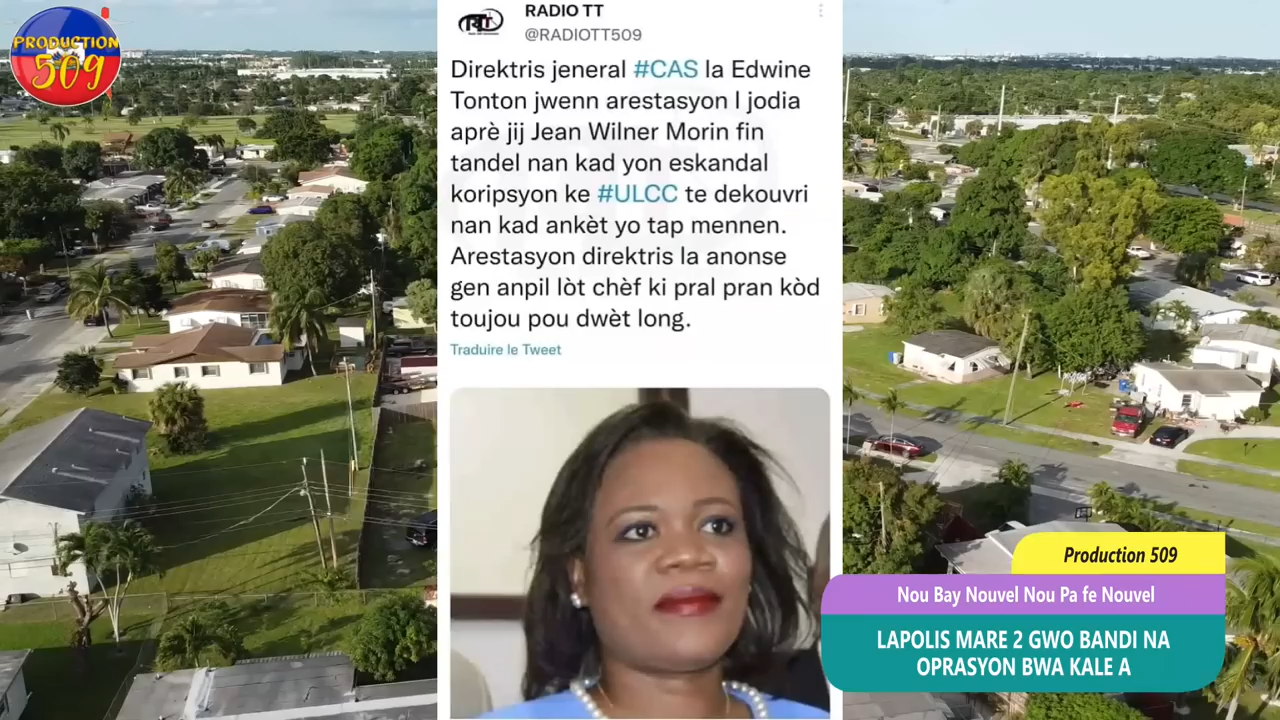 PRODUCTION
509
RADIO TT
@RADIOTT509
Direktris jeneral #CAS la Edwine
Tonton jwenn arestasyon l jodia
aprè jij Jean Wilner Morin fin
tandel nan kad yon eskandal
koripsyon ke #ULCC te dekouvri
nan kad ankèt yo tap mennen.
Arestasyon direktris la anonse
gen anpil lòt chèf ki pral pran kòd
toujou pou dwèt long.
Traduire le Tweet
Production 509
Nou Bay Nouvel Nou Pa fe Nouvel
LAPOLIS MARE 2 GWO BANDI NA
OPRASYON BWA KALE A